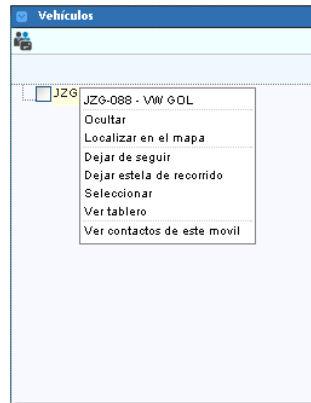 Vehículos
JZG
JZG-088 - VW GOL
Ocultar
Localizar en el mapa
Dejar de seguir
Dejar estela de recorrido
Seleccionar
Ver tablero
Ver contactos de este movil